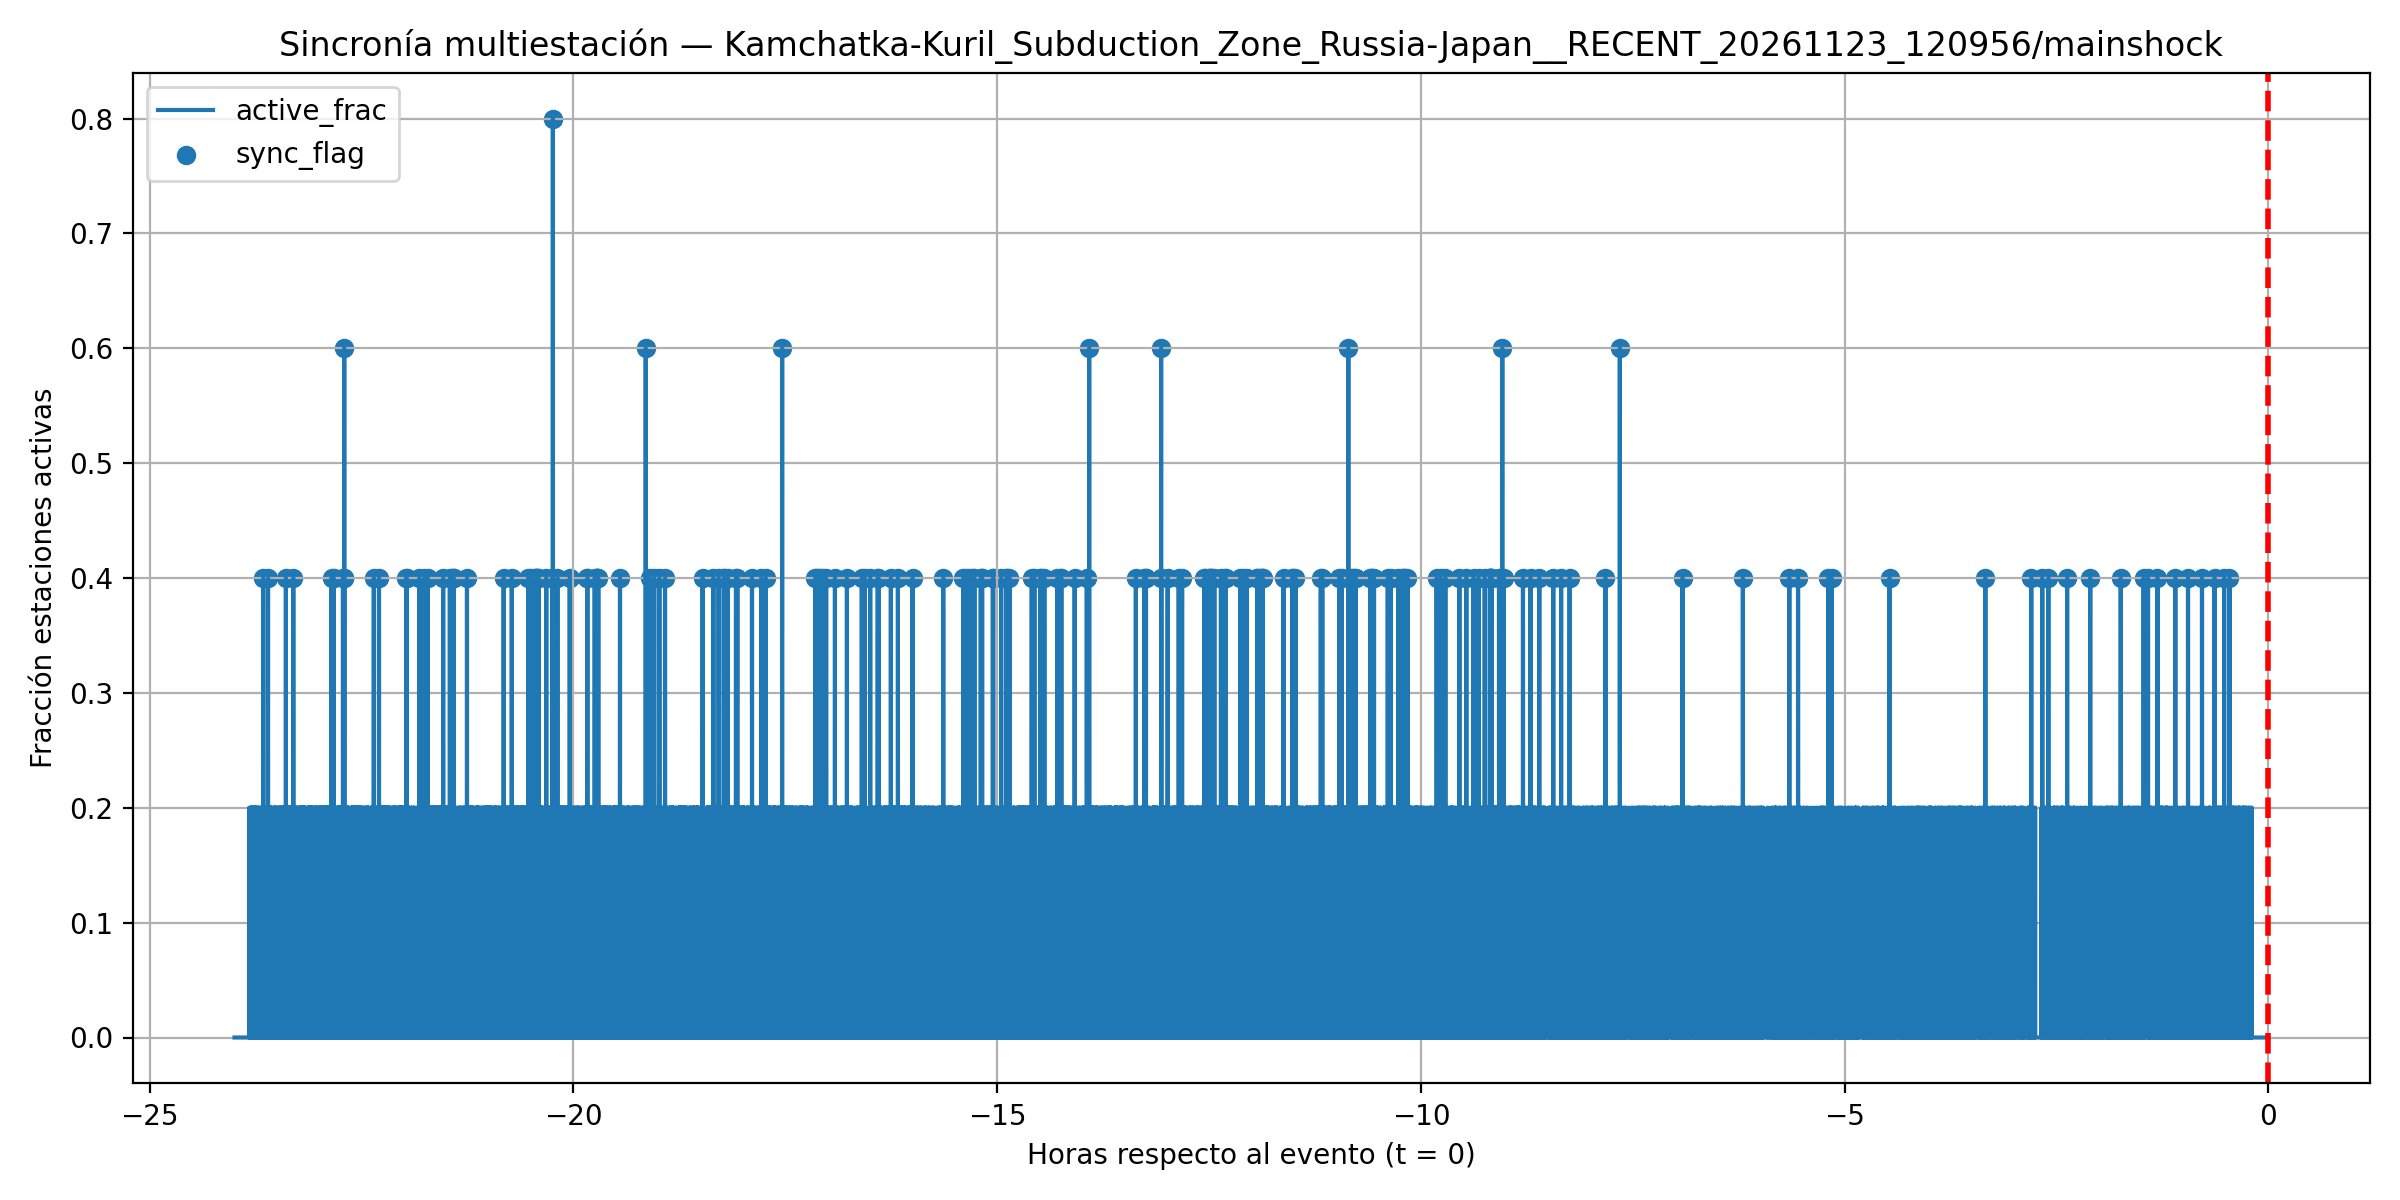 Sincronía multiestación — Kamchatka-Kuril_Subduction_Zone_Russia-Japan__RECENT_20261123_120956/mainshock
active_frac
sync_flag
Fracción estaciones activas
0.8
0.7
0.6
0.5
0.4
0.3
0.2
0.1
0.0
−25 −20 −15 −10 −5 0
Horas respecto al evento (t = 0)